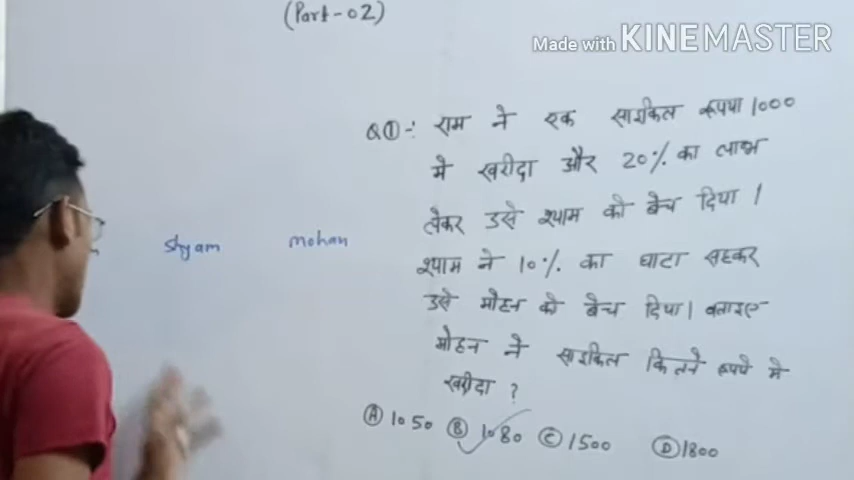 (Part-02)
Made with KINEMASTER
Q①:- राम ने एक साइकिल रूपया 1000
मे खरीदा और 20% का लाभ
लेकर उसे श्याम को बेच दिया।
श्याम ने 10% का घाटा सहकर
उसे मोहन को बेच दिया। बताइए
मोहन ने साइकिल कितने रूपये मे
खरीदा ?
Ⓐ 1050 Ⓑ 1080 Ⓒ 1500 Ⓓ 1800
Shyam mohan